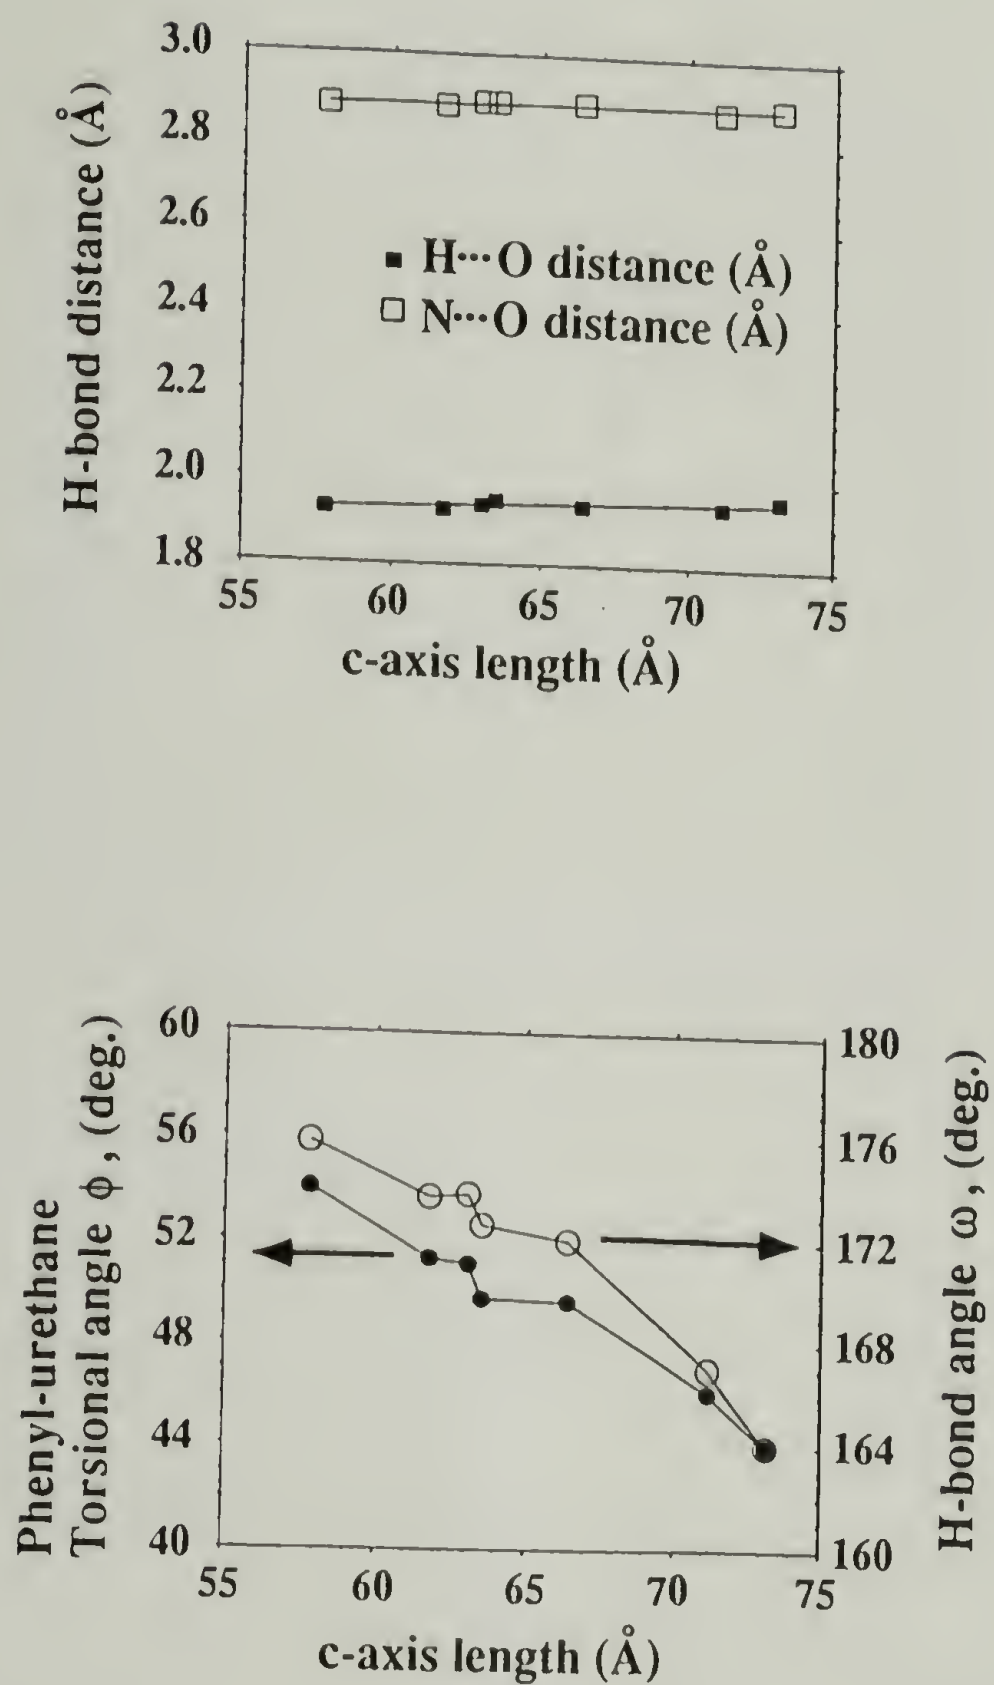 3.0
2.8
2.6
2.4
2.2
2.0
1.8
H-bond distance (Å)
■ H···O distance (Å)
□ N···O distance (Å)
55 60 65 70 75
c-axis length (Å)
60
56
52
48
44
40
Phenyl-urethane
Torsional angle ϕ, (deg.)
180
176
172
168
164
160
H-bond angle ω, (deg.)
55 60 65 70 75
c-axis length (Å)